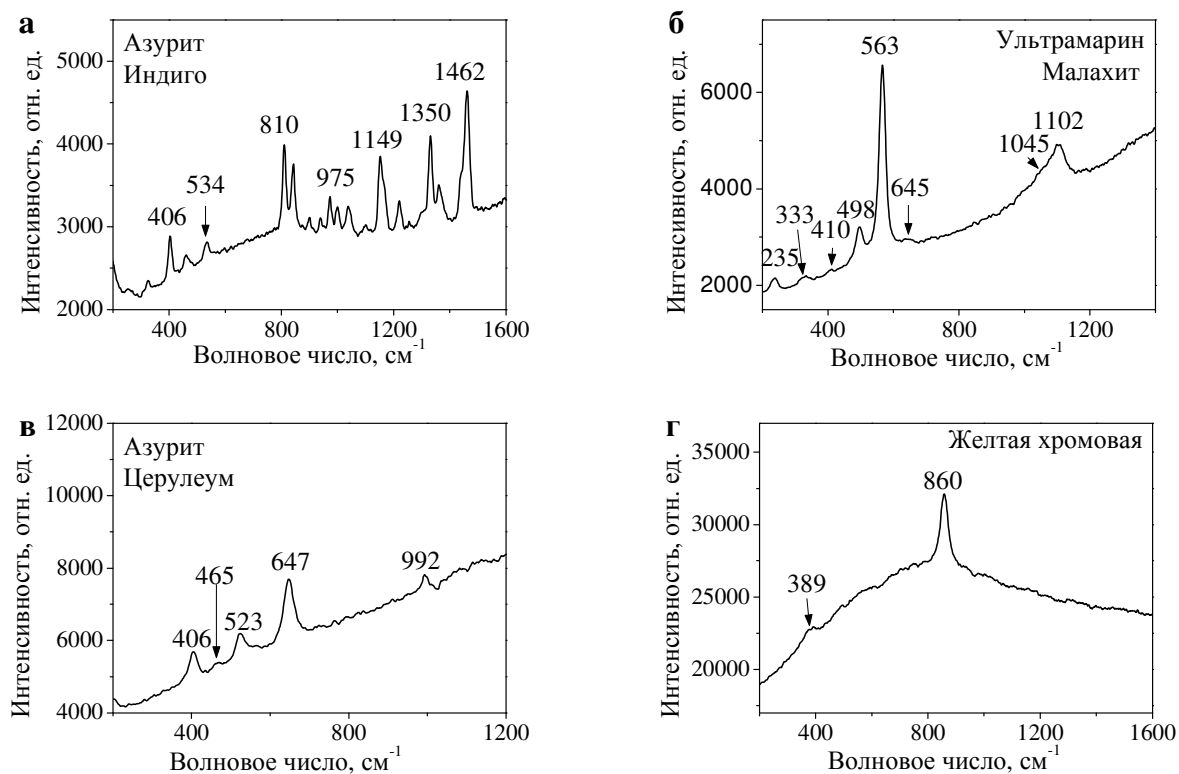 а
Азурит
Индиго
Интенсивность, отн. ед.
5000
4000
3000
2000
406
534
810
975
1149
1350
1462
400
800
1200
1600
Волновое число, см⁻¹
б
Ультрамарин
Малахит
Интенсивность, отн. ед.
6000
4000
2000
235
333
410
498
563
645
1045
1102
400
800
1200
Волновое число, см⁻¹
в
Азурит
Церулеум
Интенсивность, отн. ед.
12000
10000
8000
6000
4000
406
465
523
647
992
400
800
1200
Волновое число, см⁻¹
г
Желтая хромовая
Интенсивность, отн. ед.
35000
30000
25000
20000
389
860
400
800
1200
1600
Волновое число, см⁻¹